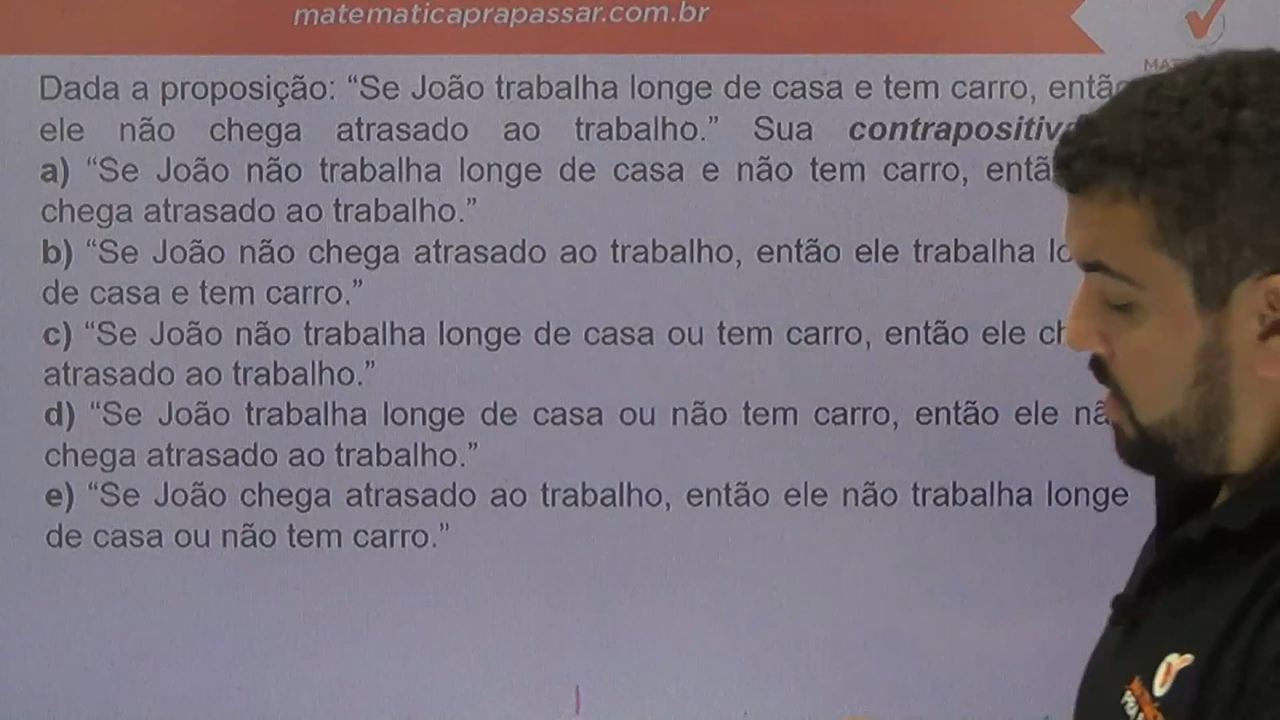 matematicaprapassar.com.br
Dada a proposição: “Se João trabalha longe de casa e tem carro, então
ele não chega atrasado ao trabalho.” Sua
a) “Se João não trabalha longe de casa e não tem carro,
chega atrasado ao trabalho.”
b) “Se João não chega atrasado ao trabalho, então ele trabalha
de casa e tem carro.”
c) “Se João não trabalha longe de casa ou tem carro, então ele
atrasado ao trabalho.”
d) “Se João trabalha longe de casa ou não tem carro, então ele
chega atrasado ao trabalho.”
e) “Se João chega atrasado ao trabalho, então ele não trabalha longe
de casa ou não tem carro.”